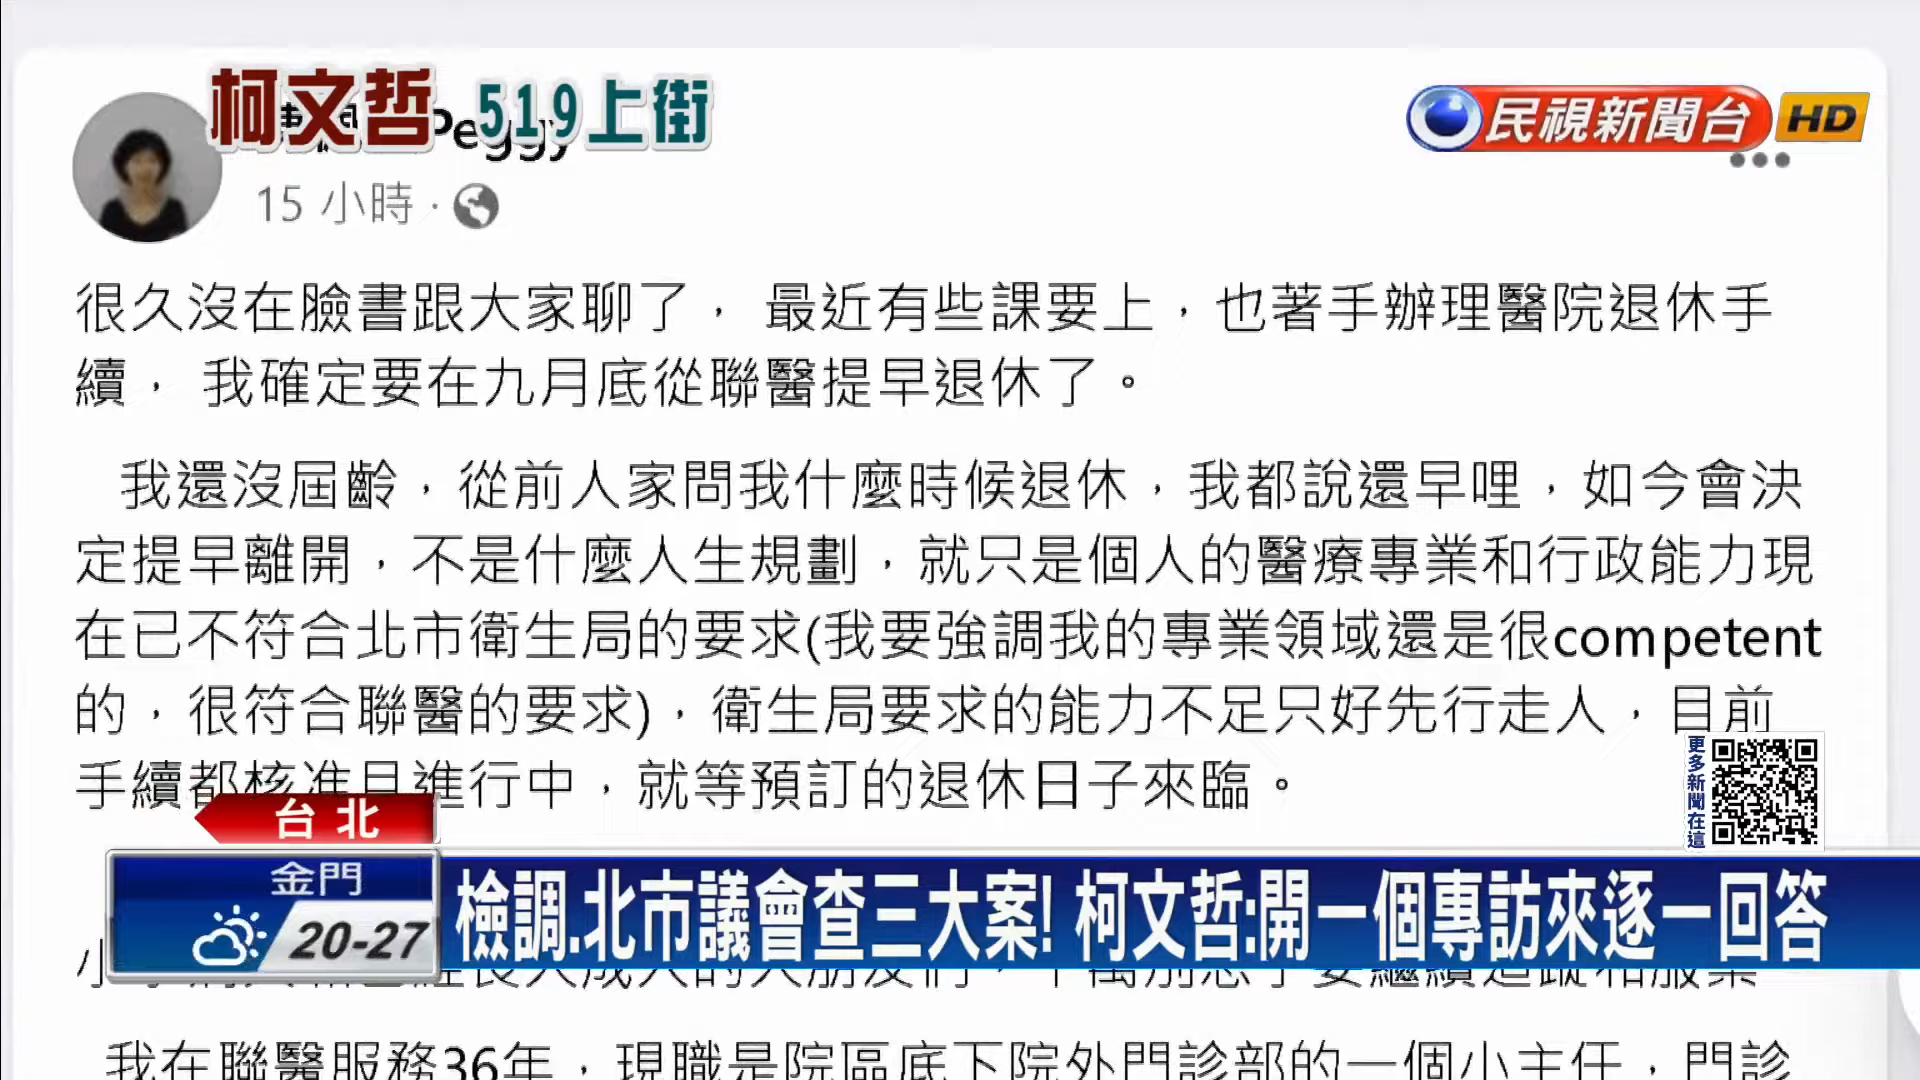 柯文哲 519上街
Peggy
民視新聞台 HD
15 小時 ·
很久沒在臉書跟大家聊了， 最近有些課要上，也著手辦理醫院退休手
續， 我確定要在九月底從聯醫提早退休了。
我還沒屆齡，從前人家問我什麼時候退休，我都說還早哩，如今會決
定提早離開，不是什麼人生規劃，就只是個人的醫療專業和行政能力現
在已不符合北市衛生局的要求(我要強調我的專業領域還是很competent
的，很符合聯醫的要求)，衛生局要求的能力不足只好先行走人，目前
手續都核准且進行中，就等預訂的退休日子來臨。
更多新聞在這
台北
金門
20-27
檢調.北市議會查三大案! 柯文哲:開一個專訪來逐一回答
我在聯醫服務36年，現職是院區底下院外門診部的一個小主任，門診